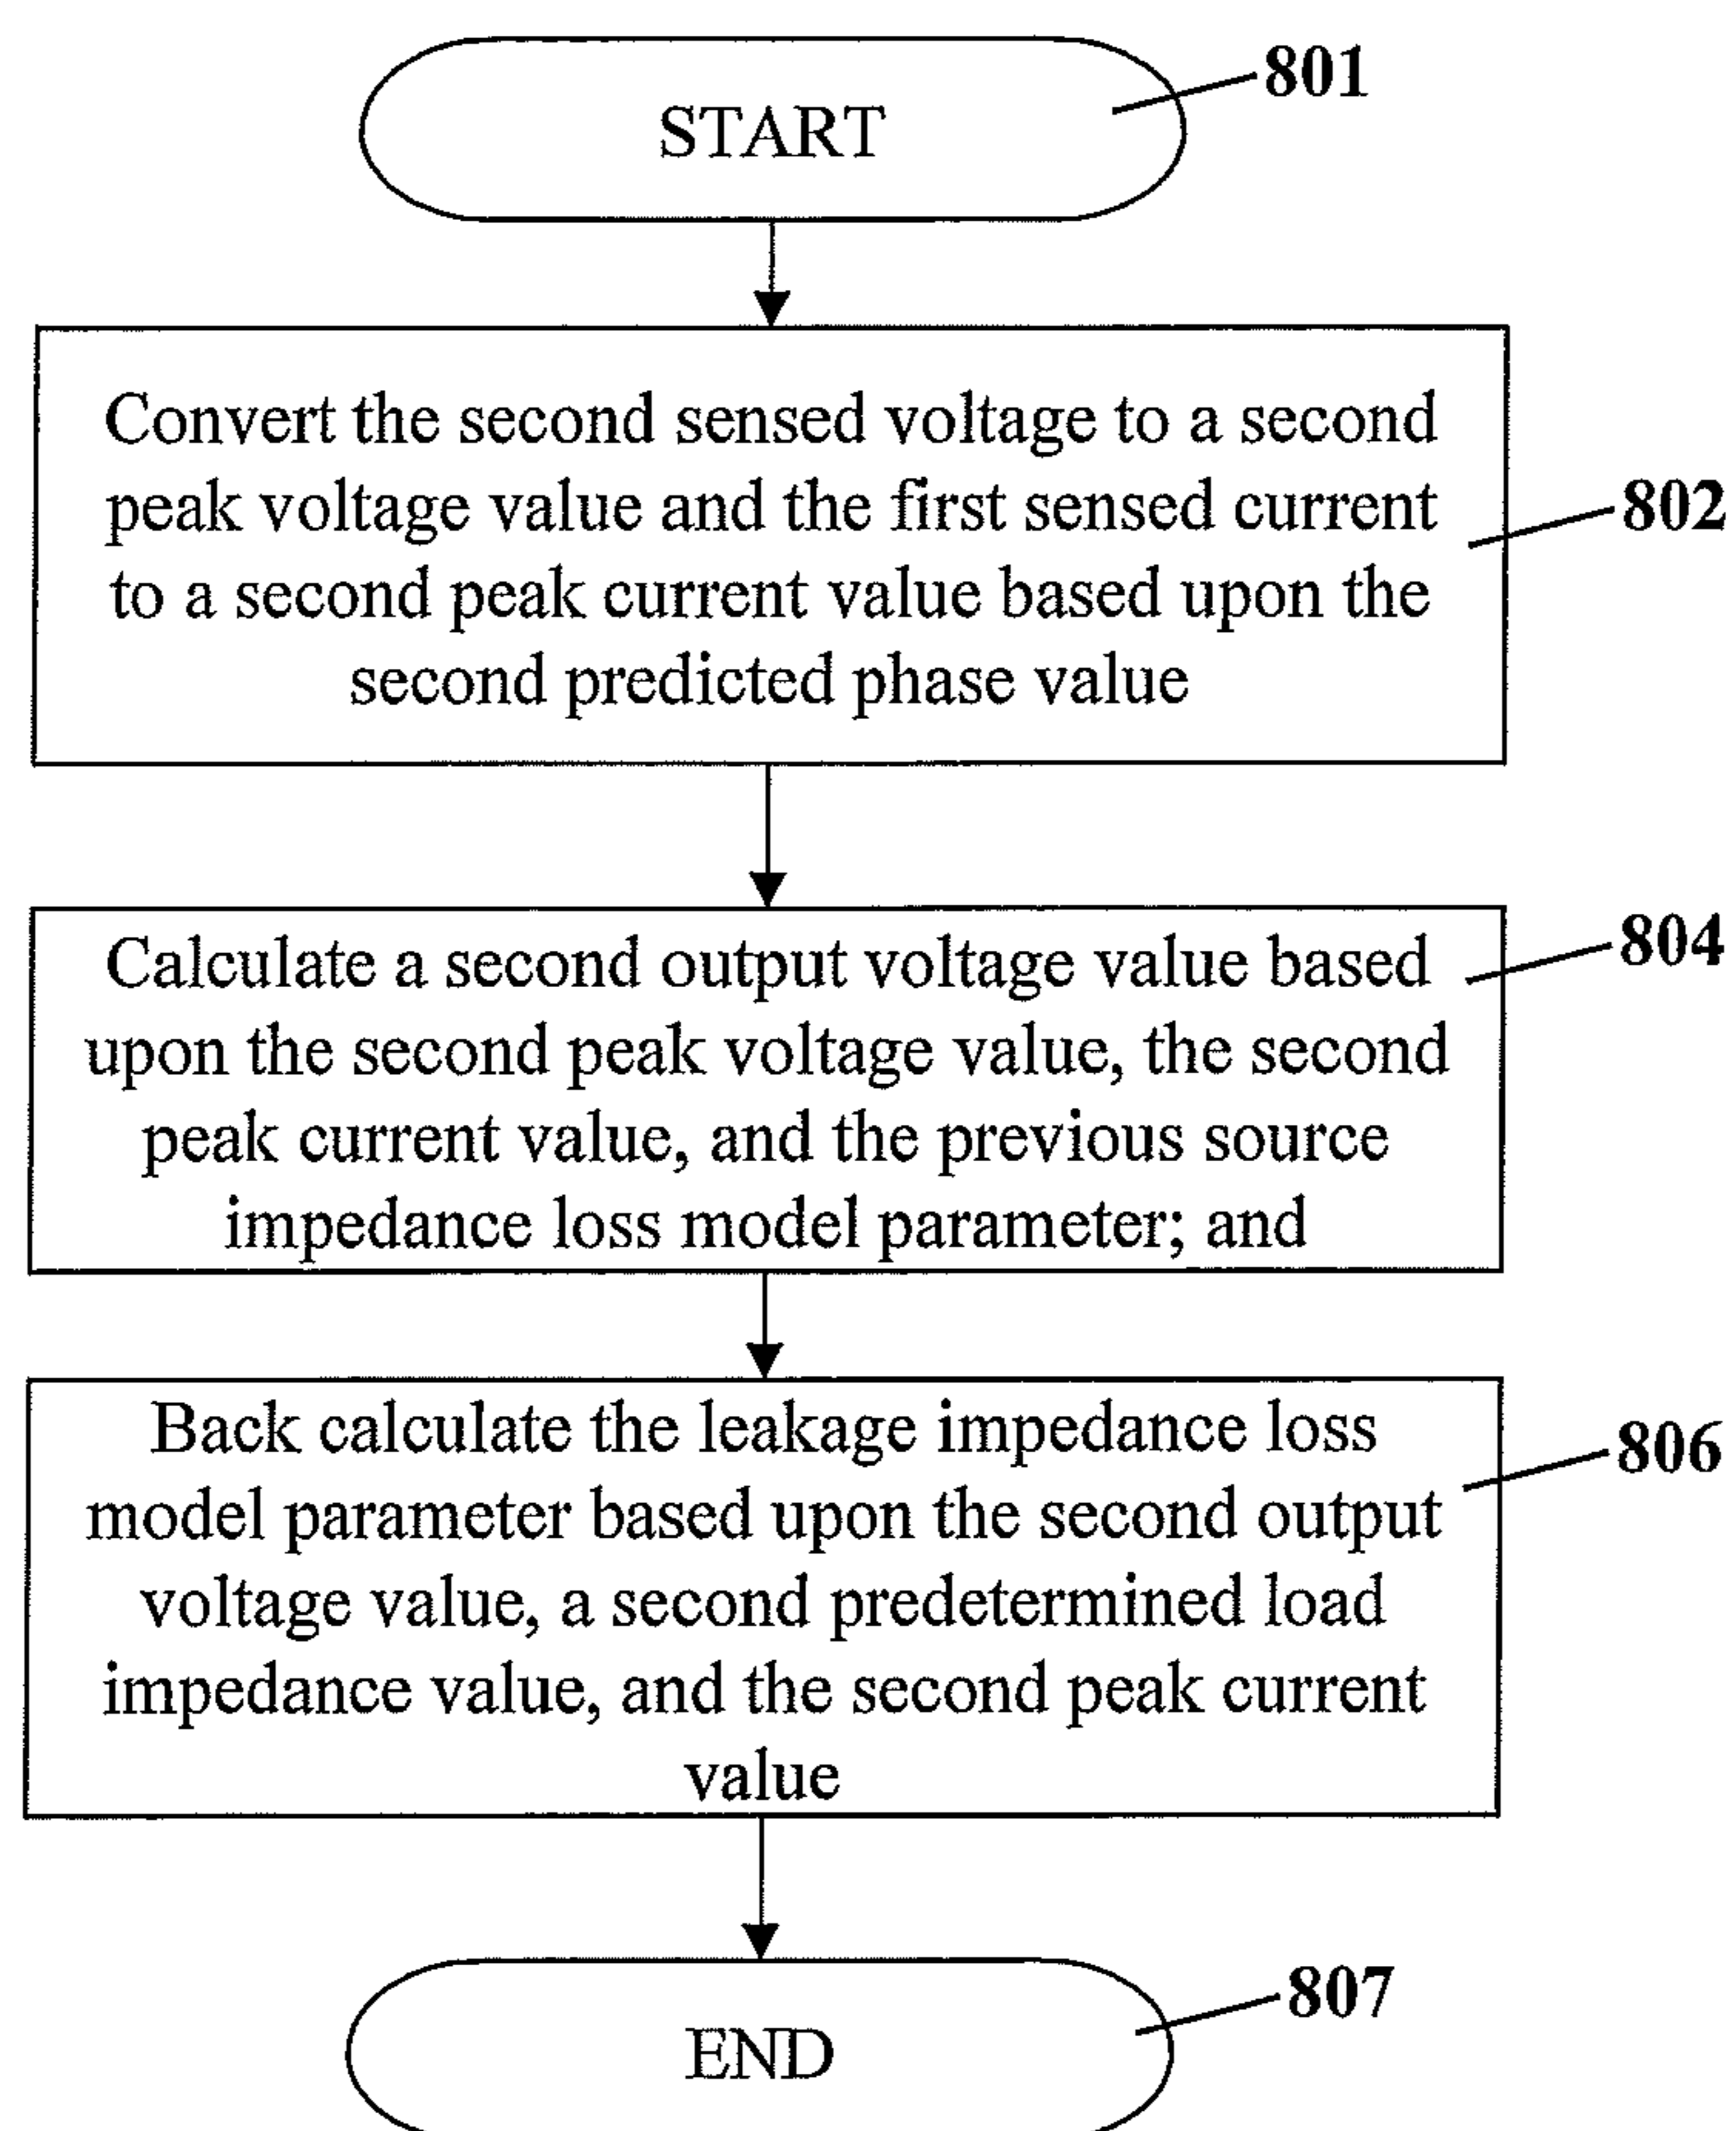 START
801
Convert the second sensed voltage to a second
peak voltage value and the first sensed current
to a second peak current value based upon the
second predicted phase value
802
Calculate a second output voltage value based
upon the second peak voltage value, the second
peak current value, and the previous source
impedance loss model parameter; and
804
Back calculate the leakage impedance loss
model parameter based upon the second output
voltage value, a second predetermined load
impedance value, and the second peak current
value
806
END
807